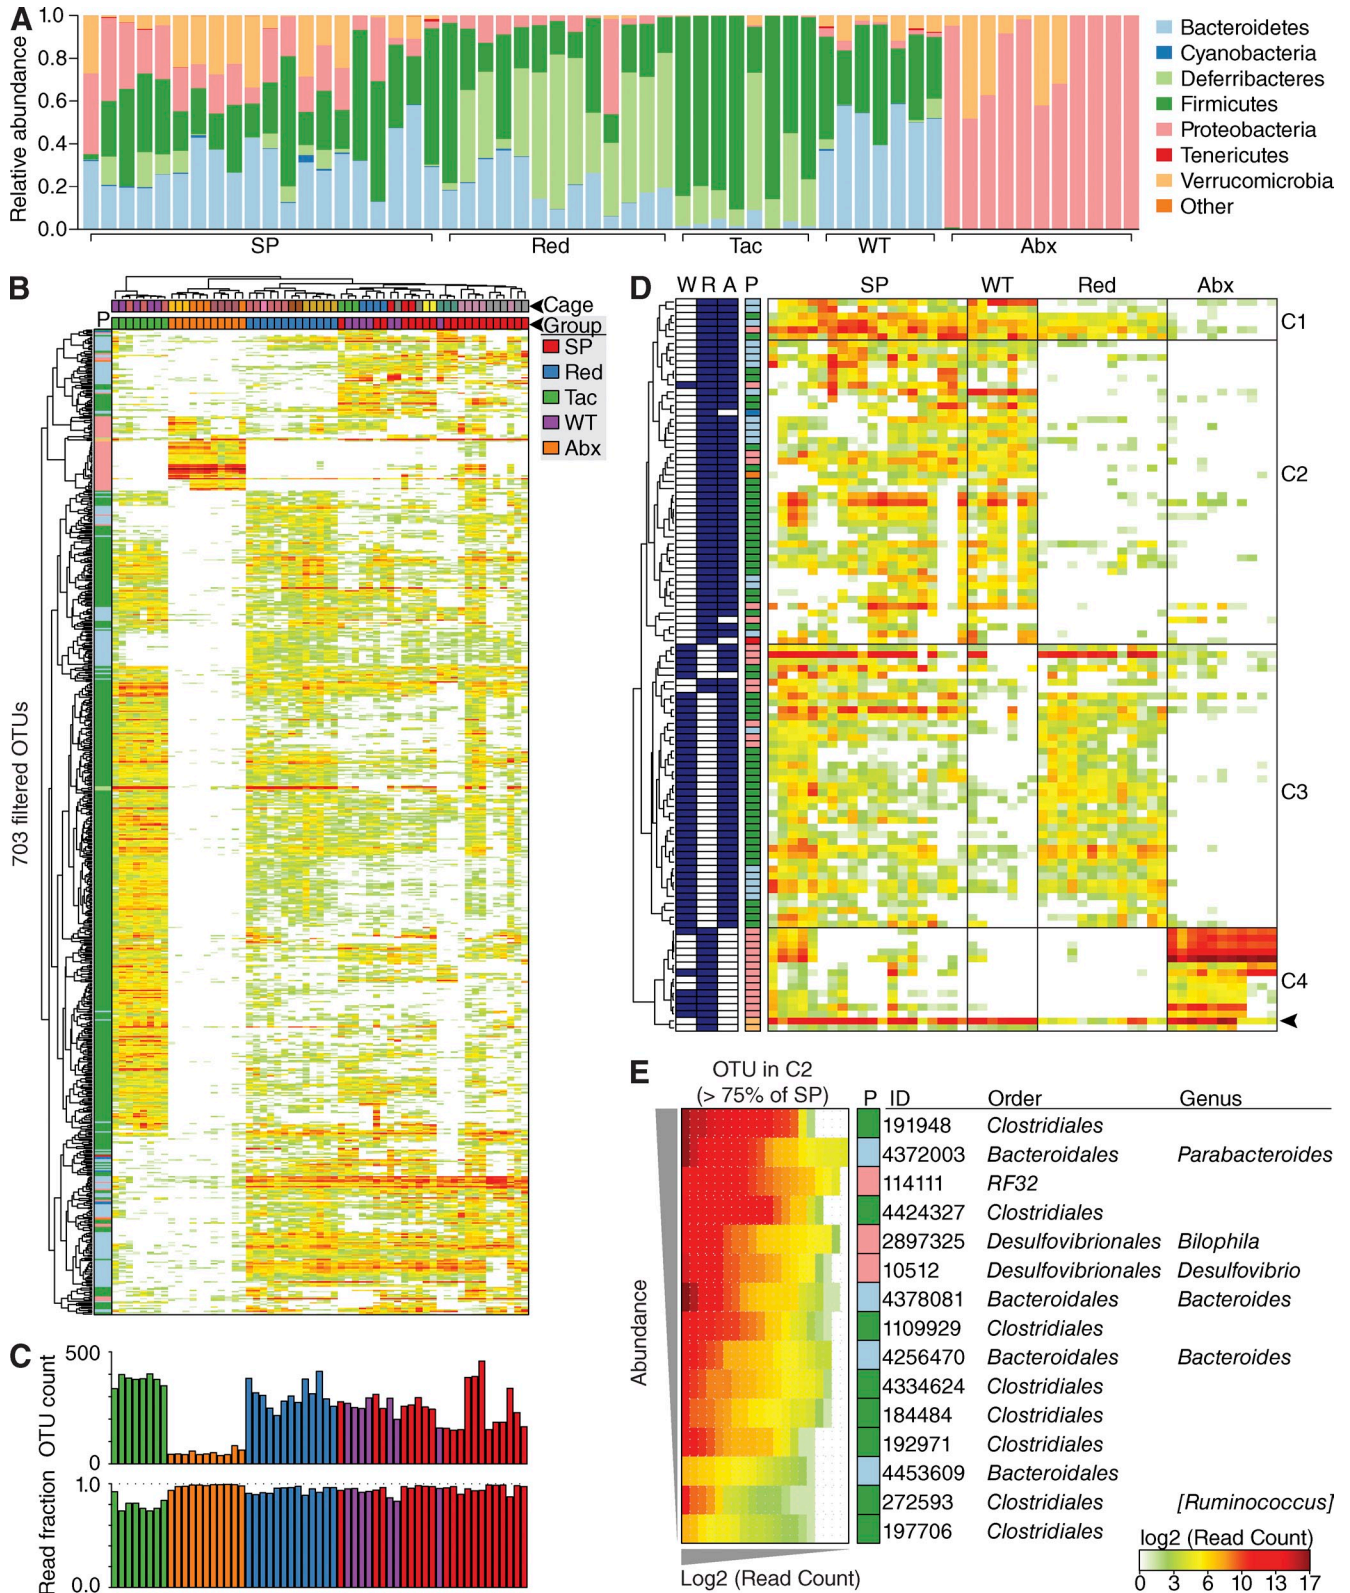 A
Relative abundance
1.0
0.8
0.6
0.4
0.2
0.0
SP
Red
Tac
WT
Abx
Bacteroidetes
Cyanobacteria
Deferribacteres
Firmicutes
Proteobacteria
Tenericutes
Verrucomicrobia
Other
B
P
Cage
Group
SP
Red
Tac
WT
Abx
703 filtered OTUs
C
OTU count
500
0
Read fraction
1.0
0.0
D
W R A P
SP WT Red Abx
C1
C2
C3
C4
E
OTU in C2
(> 75% of SP)
P ID Order Genus
191948 Clostridiales
4372003 Bacteroidales Parabacteroides
114111 RF32
4424327 Clostridiales
2897325 Desulfovibrionales Bilophila
10512 Desulfovibrionales Desulfovibrio
4378081 Bacteroidales Bacteroides
1109929 Clostridiales
4256470 Bacteroidales Bacteroides
4334624 Clostridiales
184484 Clostridiales
192971 Clostridiales
4453609 Bacteroidales
272593 Clostridiales [Ruminococcus]
197706 Clostridiales
Abundance
Log2 (Read Count)
log2 (Read Count)
0 3 6 10 13 17